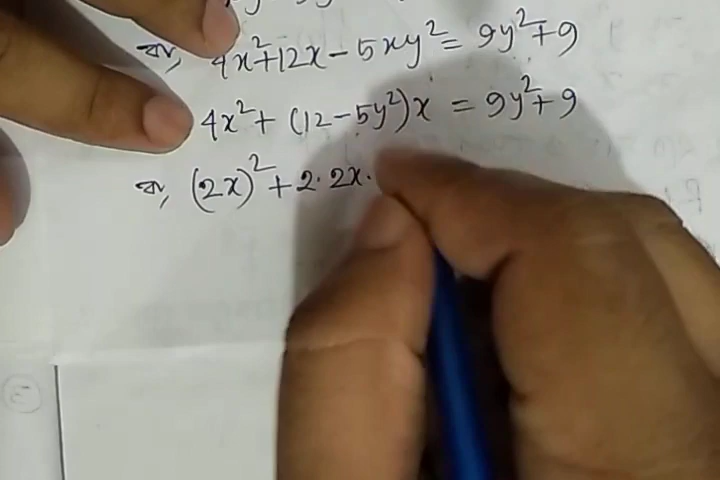 বা, 4x²+12x-5xy² = 9y²+9
4x²+(12-5y²)x = 9y²+9
বা, (2x)²+2·2x·